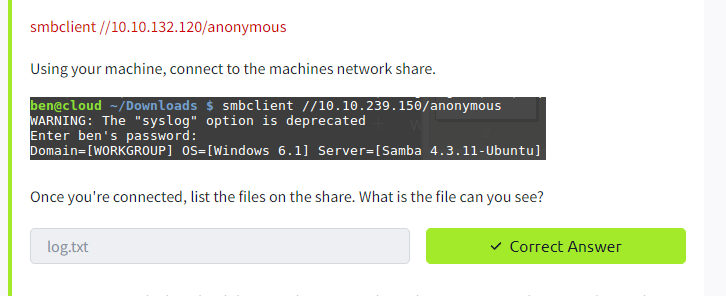 smbclient //10.10.132.120/anonymous
Using your machine, connect to the machines network share.
ben@cloud ~/Downloads $ smbclient //10.10.239.150/anonymous
WARNING: The "syslog" option is deprecated
Enter ben's password:
Domain=[WORKGROUP] OS=[Windows 6.1] Server=[Samba 4.3.11-Ubuntu]
Once you're connected, list the files on the share. What is the file can you see?
log.txt
✓ Correct Answer